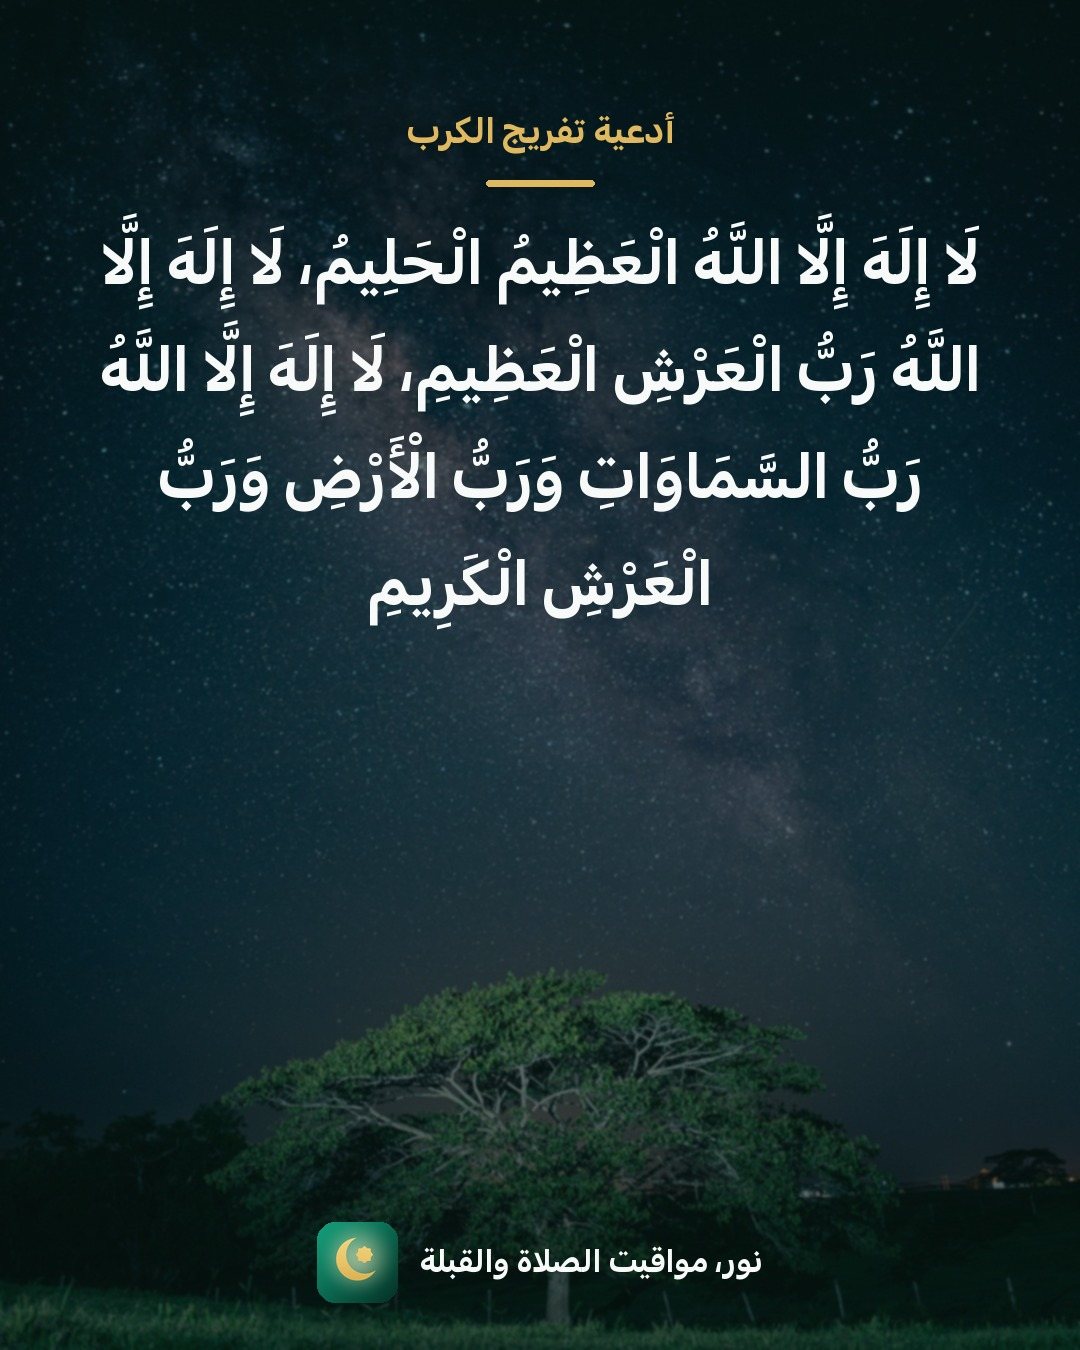 أدعية تفريج الكرب
لَا إِلَهَ إِلَّا اللَّهُ الْعَظِيمُ الْحَلِيمُ، لَا إِلَهَ إِلَّا
اللَّهُ رَبُّ الْعَرْشِ الْعَظِيمِ، لَا إِلَهَ إِلَّا اللَّهُ
رَبُّ السَّمَاوَاتِ وَرَبُّ الْأَرْضِ وَرَبُّ
الْعَرْشِ الْكَرِيمِ
نور، مواقيت الصلاة والقبلة